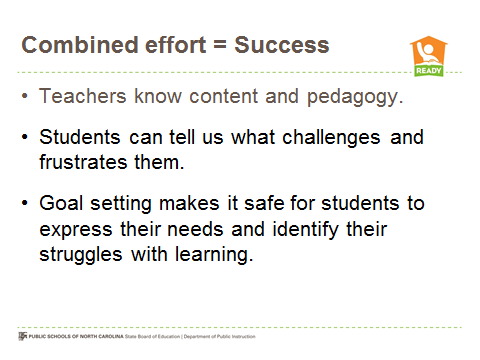 Combined effort = Success
READY
• Teachers know content and pedagogy.
• Students can tell us what challenges and
frustrates them.
• Goal setting makes it safe for students to
express their needs and identify their
struggles with learning.
PUBLIC SCHOOLS OF NORTH CAROLINA State Board of Education | Department of Public Instruction